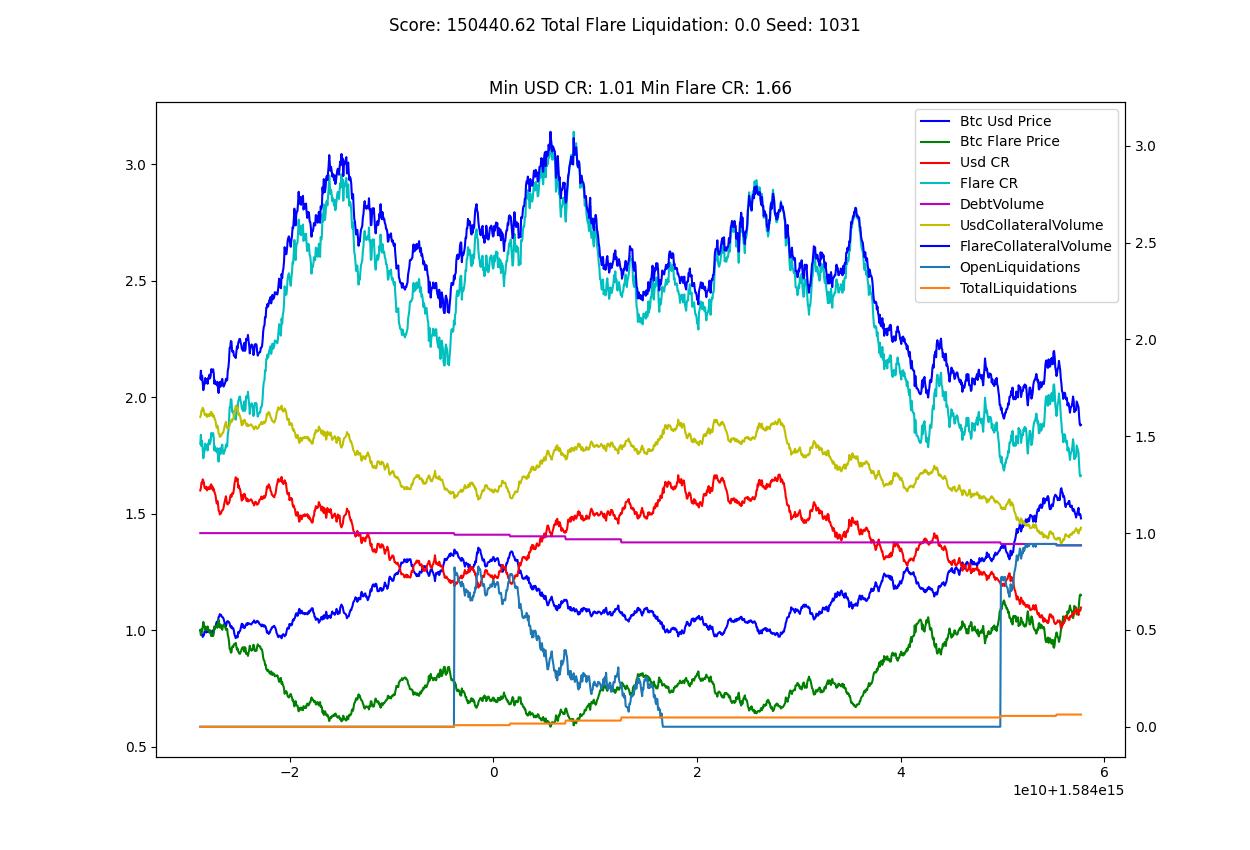 Score: 150440.62 Total Flare Liquidation: 0.0 Seed: 1031
Min USD CR: 1.01 Min Flare CR: 1.66
Btc Usd Price
Btc Flare Price
Usd CR
Flare CR
DebtVolume
UsdCollateralVolume
FlareCollateralVolume
OpenLiquidations
TotalLiquidations
3.0
2.5
2.0
1.5
1.0
0.5
3.0
2.5
2.0
1.5
1.0
0.5
0.0
−2 0 2 4 6
1e10+1.584e15